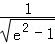 1
√(e² − 1)